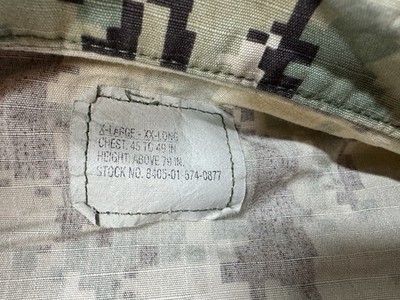 X-LARGE - XX-LONG
CHEST: 45 TO 49 IN.
HEIGHT: ABOVE 79 IN.
STOCK NO. 8405-01-574-0877